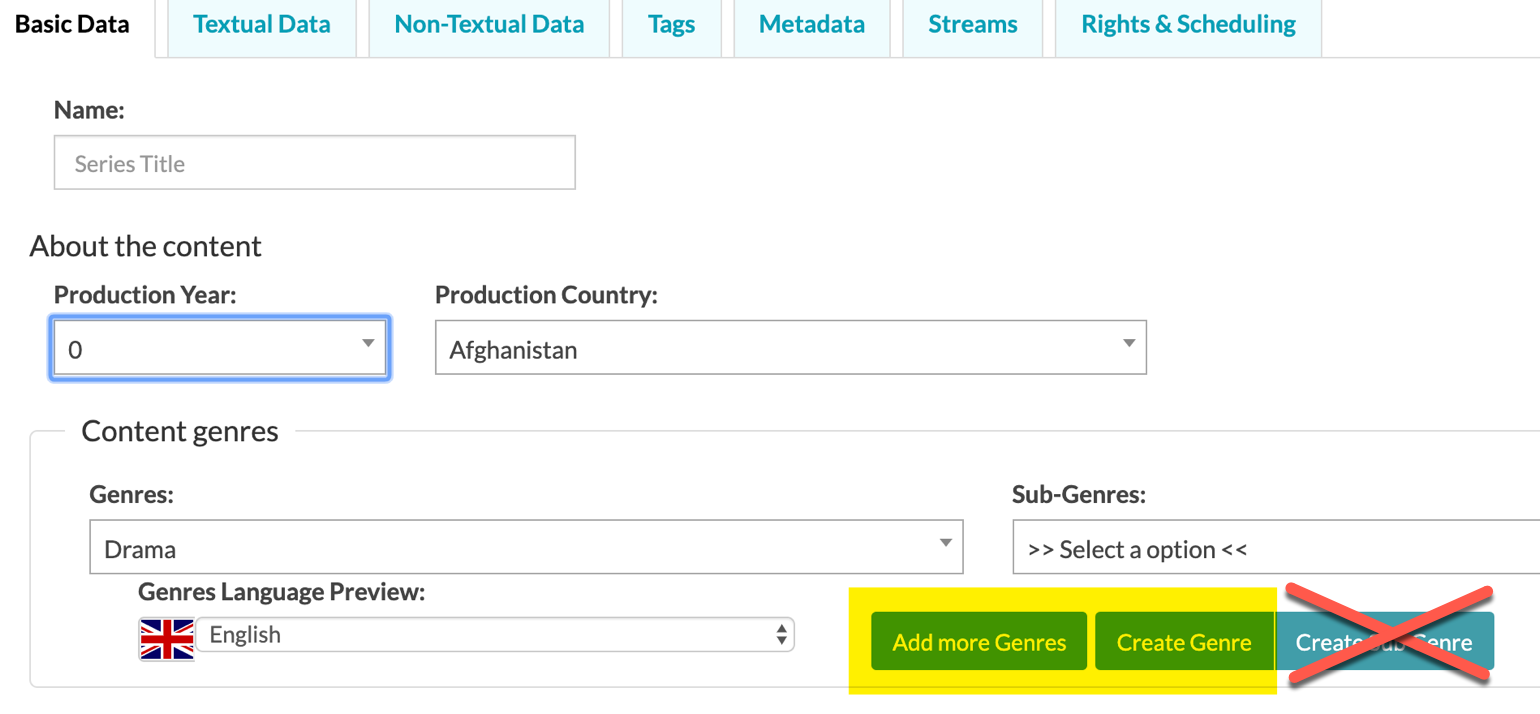 Basic Data Textual Data Non-Textual Data Tags Metadata Streams Rights & Scheduling
Name:
Series Title
About the content
Production Year: Production Country:
0 Afghanistan
Content genres
Genres: Sub-Genres:
Drama >> Select a option <<
Genres Language Preview:
English
Add more Genres Create Genre Create Sub Genre